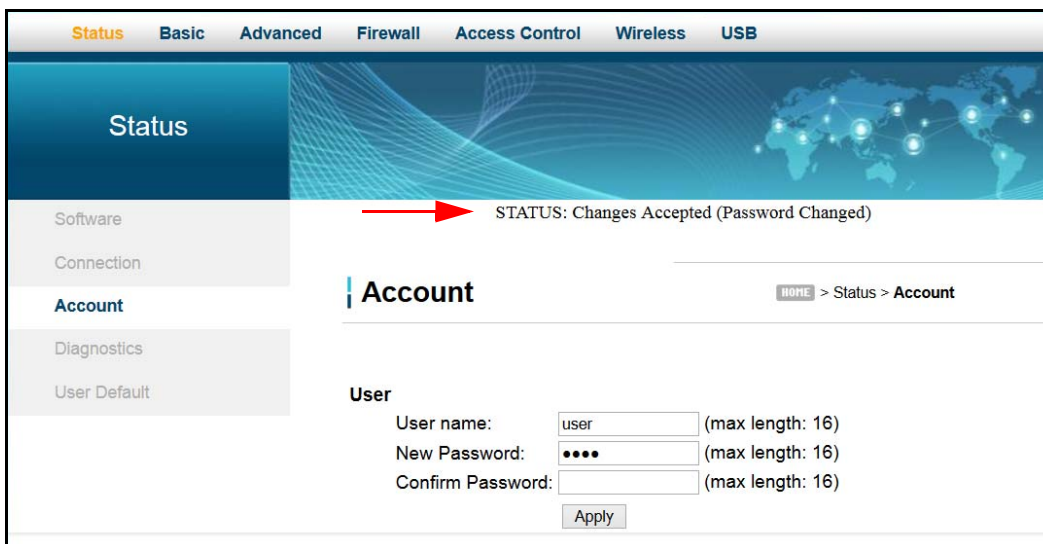 Status Basic Advanced Firewall Access Control Wireless USB
Status
STATUS: Changes Accepted (Password Changed)
Software
Connection
Account
Diagnostics
User Default
Account
HOME > Status > Account
User
User name: user (max length: 16)
New Password: •••• (max length: 16)
Confirm Password: (max length: 16)
Apply